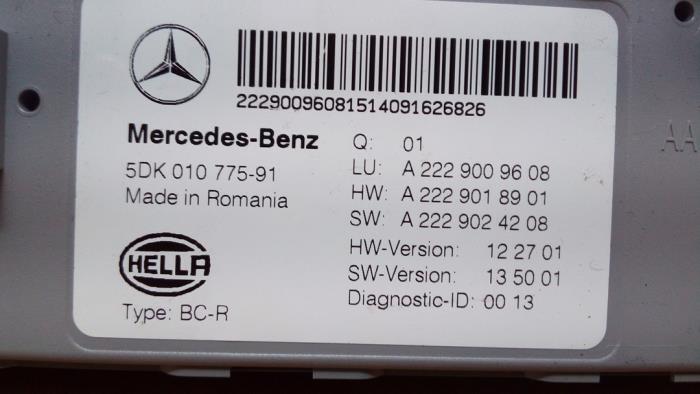 22290096081514091626826
Mercedes-Benz
5DK 010 775-91
Made in Romania
HELLA
Type: BC-R
Q: 01
LU: A 222 900 96 08
HW: A 222 901 89 01
SW: A 222 902 42 08
HW-Version: 12 27 01
SW-Version: 13 50 01
Diagnostic-ID: 00 13
AA